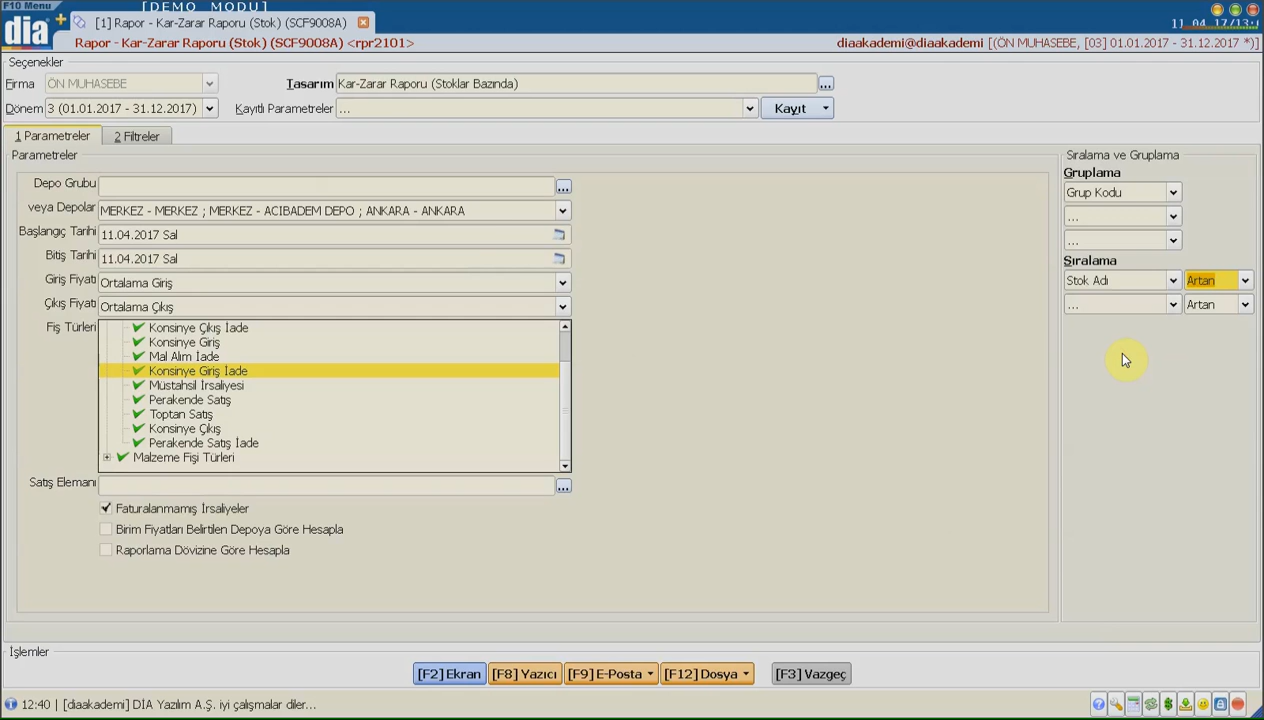 F10 Menu
[DEMO MODU]
dia
[1] Rapor - Kar-Zarar Raporu (Stok) (SCF9008A)
Rapor - Kar-Zarar Raporu (Stok) (SCF9008A) <rpr2101>
diaakademi@diaakademi [(ÖN MUHASEBE, [03] 01.01.2017 - 31.12.2017 *)]
Seçenekler
Firma ÖN MUHASEBE
Tasarım Kar-Zarar Raporu (Stoklar Bazında) ...
Dönem 3 (01.01.2017 - 31.12.2017)
Kayıtlı Parametreler ...
Kayıt
1 Parametreler
2 Filtreler
Parametreler
Depo Grubu ...
veya Depolar MERKEZ - MERKEZ ; MERKEZ - ACIBADEM DEPO ; ANKARA - ANKARA
Başlangıç Tarihi 11.04.2017 Sal
Bitiş Tarihi 11.04.2017 Sal
Giriş Fiyatı Ortalama Giriş
Çıkış Fiyatı Ortalama Çıkış
Fiş Türleri
Konsinye Çıkış İade
Konsinye Giriş
Mal Alım İade
Konsinye Giriş İade
Müstahsil İrsaliyesi
Perakende Satış
Toptan Satış
Konsinye Çıkış
Perakende Satış İade
Malzeme Fişi Türleri
Satış Elemanı ...
Faturalanmamış İrsaliyeler
Birim Fiyatları Belirtilen Depoya Göre Hesapla
Raporlama Dövizine Göre Hesapla
Sıralama ve Gruplama
Gruplama
Grup Kodu
...
...
Sıralama
Stok Adı Artan
... Artan
İşlemler
[F2] Ekran [F8] Yazıcı [F9] E-Posta [F12] Dosya [F3] Vazgeç
12:40 | [diaakademi] DİA Yazılım A.Ş. iyi çalışmalar diler...